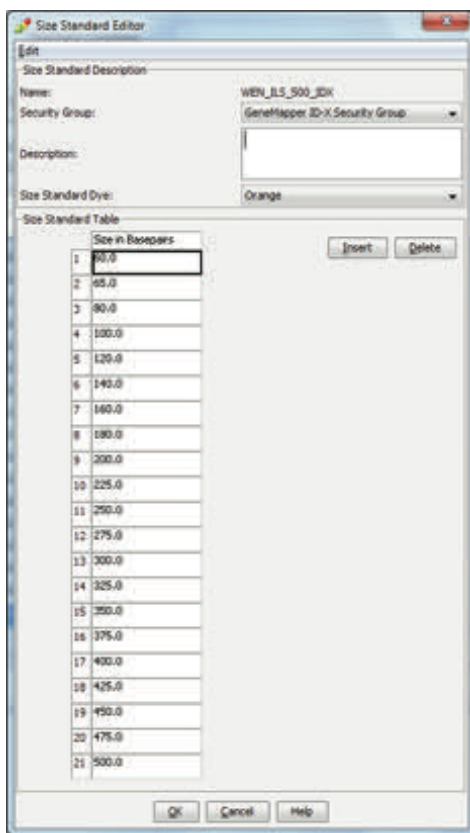 Size Standard Editor
Edit
Size Standard Description
Name: WEN_ILS_500_IDX
Security Group: GeneMapper ID-X Security Group
Description:
Size Standard Dye: Orange
Size Standard Table
Size in Basepairs
Insert Delete
1 60.0
2 65.0
3 80.0
4 100.0
5 120.0
6 140.0
7 160.0
8 180.0
9 200.0
10 225.0
11 250.0
12 275.0
13 300.0
14 325.0
15 350.0
16 375.0
17 400.0
18 425.0
19 450.0
20 475.0
21 500.0
OK Cancel Help